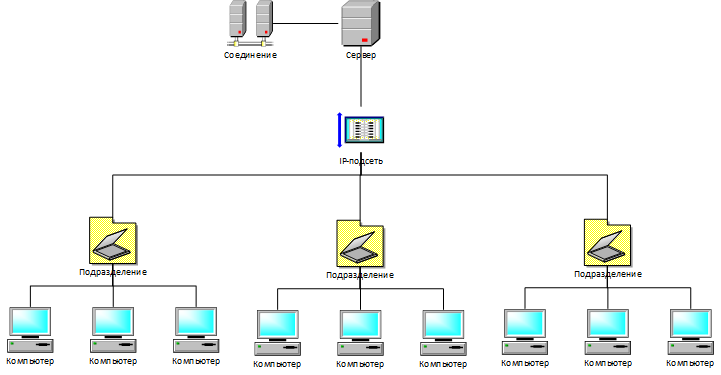 Соединение
Сервер
IP-подсеть
Подразделение
Подразделение
Подразделение
Компьютер
Компьютер
Компьютер
Компьютер
Компьютер
Компьютер
Компьютер
Компьютер
Компьютер